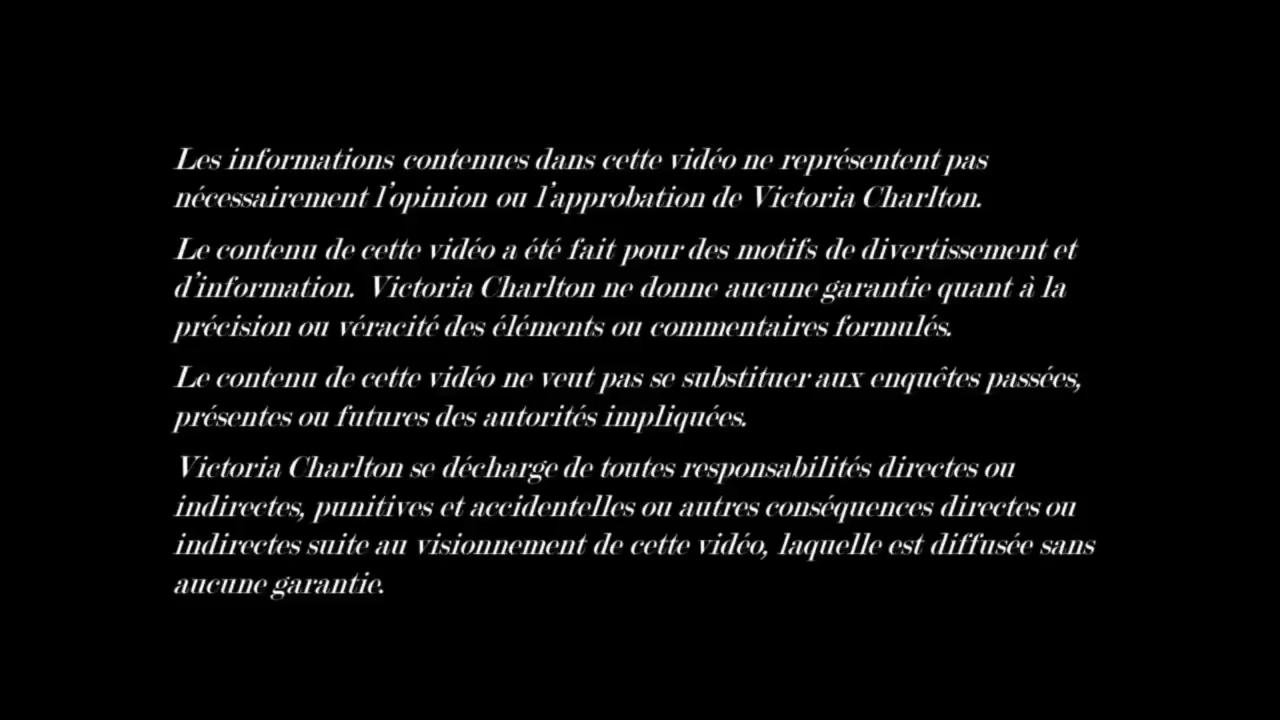 Les informations contenues dans cette vidéo ne représentent pas
nécessairement l'opinion ou l'approbation de Victoria Charlton.
Le contenu de cette vidéo a été fait pour des motifs de divertissement et
d'information. Victoria Charlton ne donne aucune garantie quant à la
précision ou véracité des éléments ou commentaires formulés.
Le contenu de cette vidéo ne veut pas se substituer aux enquêtes passées,
présentes ou futures des autorités impliquées.
Victoria Charlton se décharge de toutes responsabilités directes ou
indirectes, punitives et accidentelles ou autres conséquences directes ou
indirectes suite au visionnement de cette vidéo, laquelle est diffusée sans
aucune garantie.